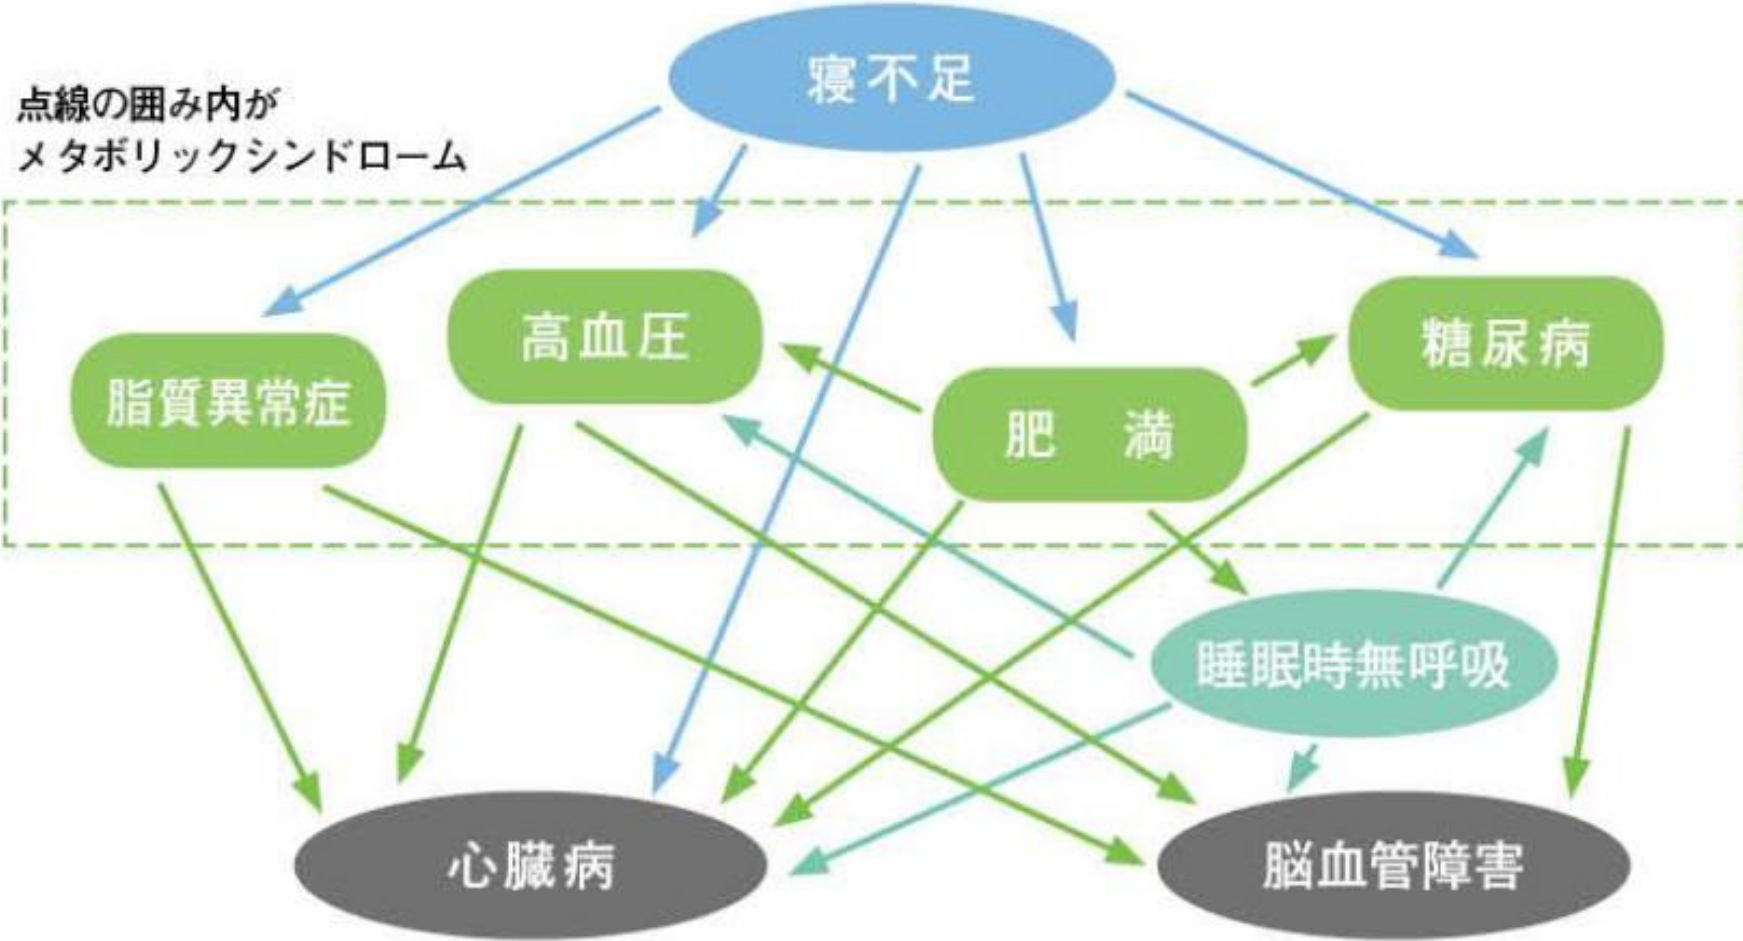 寝不足
点線の囲み内が
メタボリックシンドローム
脂質異常症
高血圧
肥　満
糖尿病
睡眠時無呼吸
心臓病
脳血管障害